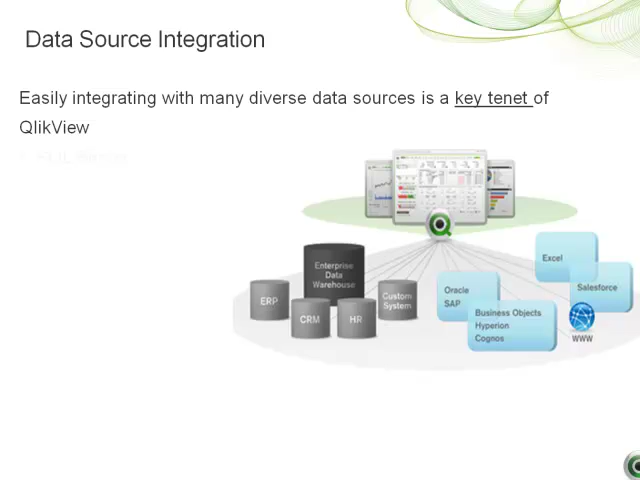 Data Source Integration
Easily integrating with many diverse data sources is a key tenet of
QlikView
Enterprise
Data
Warehouse
ERP
CRM
HR
Custom
System
Oracle
SAP
Business Objects
Hyperion
Cognos
Excel
Salesforce
WWW